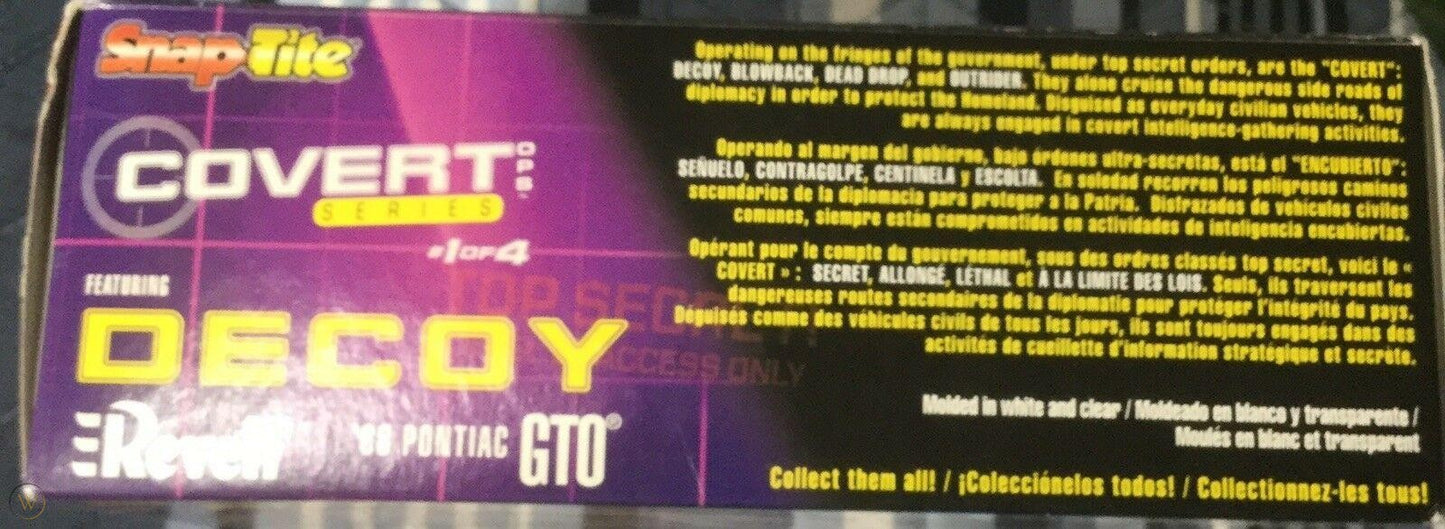 Snap Tite
COVERT OPS.
SERIES
#1 OF 4
FEATURING
DECOY
Revell
PONTIAC GTO®
TOP SECRET!
ACCESS ONLY
Operating on the fringes of the government, under top secret orders, are the "COVERT":
DECOY, BLOWBACK, DEAD DROP, and OUTRIDER. They alone cruise the dangerous side roads of
diplomacy in order to protect the Homeland. Disguised as everyday civilian vehicles, they
are always engaged in covert intelligence-gathering activities.
Operando al margen del gobierno, bajo órdenes ultra-secretas, está el "ENCUBIERTO":
SEÑUELO, CONTRAGOLPE, CENTINELA y ESCOLTA. En soledad recorren los peligrosos caminos
secundarios de la diplomacia para proteger a la Patria. Disfrazados de vehículos civiles
comunes, siempre están comprometidos en actividades de inteligencia encubiertas.
Opérant pour le compte du gouvernement, sous des ordres classés top secret, voici le «
COVERT » : SECRET, ALLONGÉ, LÉTHAL et À LA LIMITE DES LOIS. Seuls, ils traversent les
dangereuses routes secondaires de la diplomatie pour protéger l'intégrité du pays.
Déguisés comme des véhicules civils de tous les jours, ils sont toujours engagés dans des
activités de cueillette d'information stratégique et secrète.
Molded in white and clear / Moldeado en blanco y transparente /
Moulés en blanc et transparent
Collect them all! / ¡Colecciónelos todos! / Collectionnez-les tous!